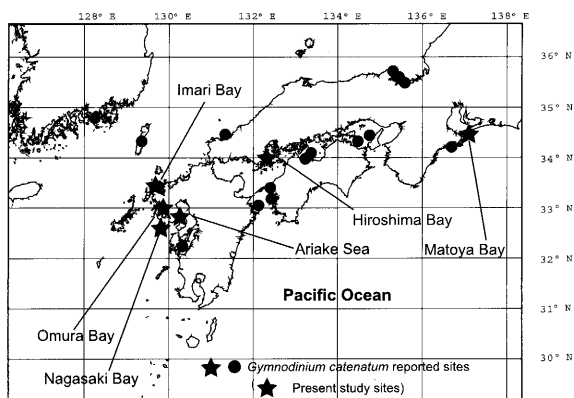 128° E 130° E 132° E 134° E 136° E 138° E
36° N
Imari Bay
35° N
34° N
Hiroshima Bay
33° N
Ariake Sea
Matoya Bay
32° N
Pacific Ocean
31° N
Omura Bay
30° N
Gymnodinium catenatum reported sites
Nagasaki Bay
Present study sites)